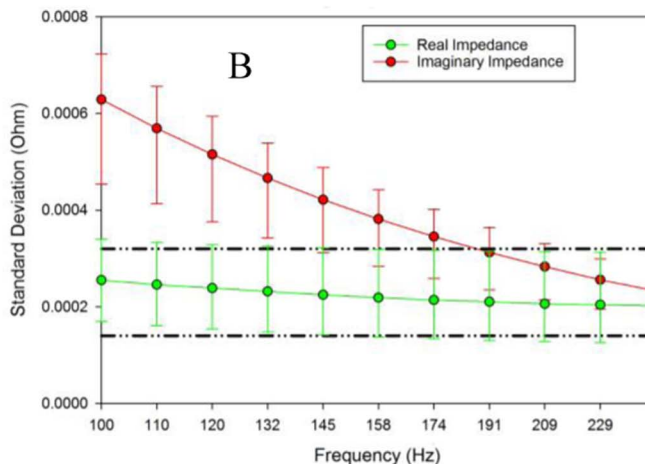 0.0008
Real Impedance
Imaginary Impedance
B
0.0006
0.0004
0.0002
0.0000
Standard Deviation (Ohm)
100 110 120 132 145 158 174 191 209 229
Frequency (Hz)